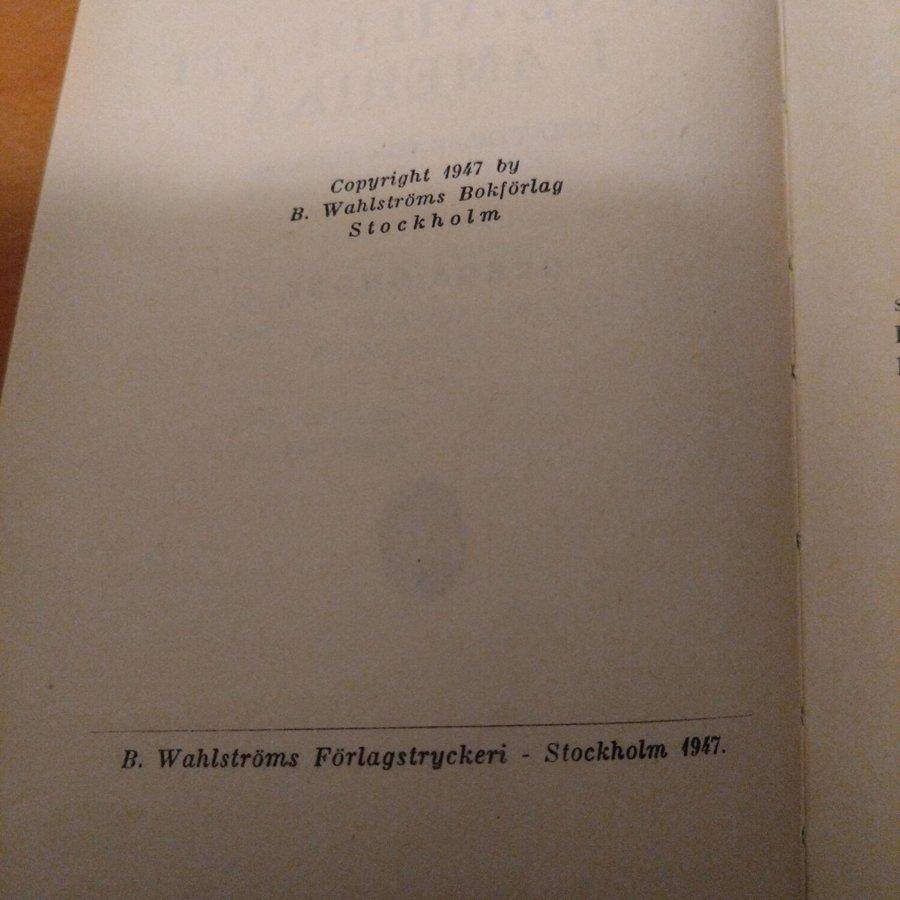 Copyright 1947 by
B. Wahlströms Bokförlag
Stockholm
B. Wahlströms Förlagstryckeri - Stockholm 1947.